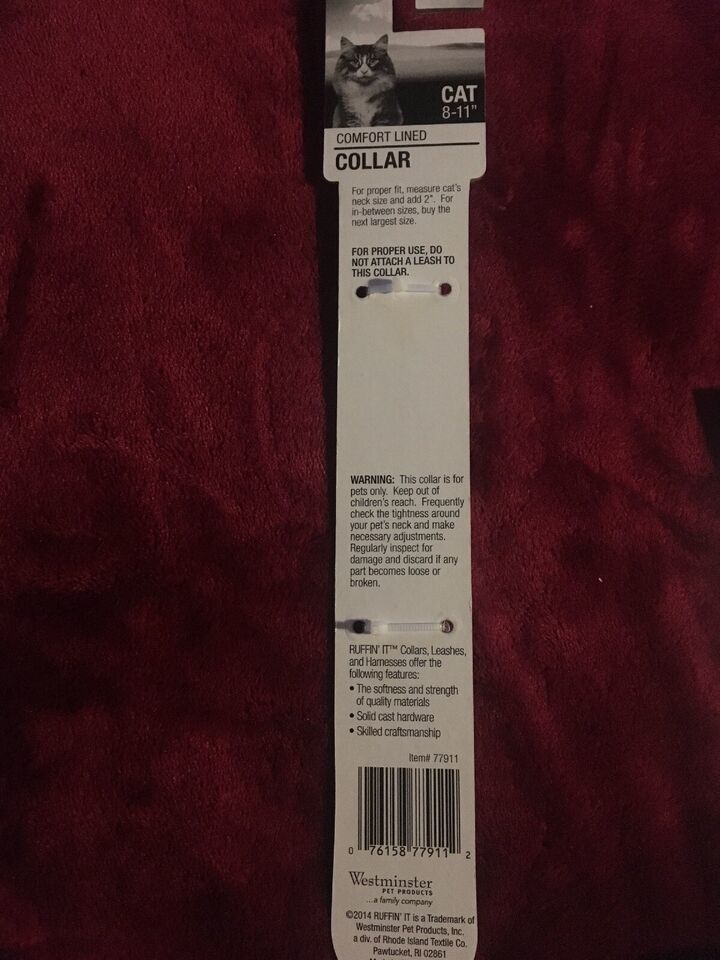 CAT
8-11"
COMFORT LINED
COLLAR
For proper fit, measure cat's
neck size and add 2". For
in-between sizes, buy the
next largest size.
FOR PROPER USE, DO
NOT ATTACH A LEASH TO
THIS COLLAR.
WARNING: This collar is for
pets only. Keep out of
children's reach. Frequently
check the tightness around
your pet's neck and make
necessary adjustments.
Regularly inspect for
damage and discard if any
part becomes loose or
broken.
RUFFIN' IT™ Collars, Leashes,
and Harnesses offer the
following features:
• The softness and strength
of quality materials
• Solid cast hardware
• Skilled craftsmanship
Item# 77911
0 76158 77911 2
Westminster
PET PRODUCTS
...a family company
©2014 RUFFIN' IT is a Trademark of
Westminster Pet Products, Inc.
a div. of Rhode Island Textile Co.
Pawtucket, RI 02861